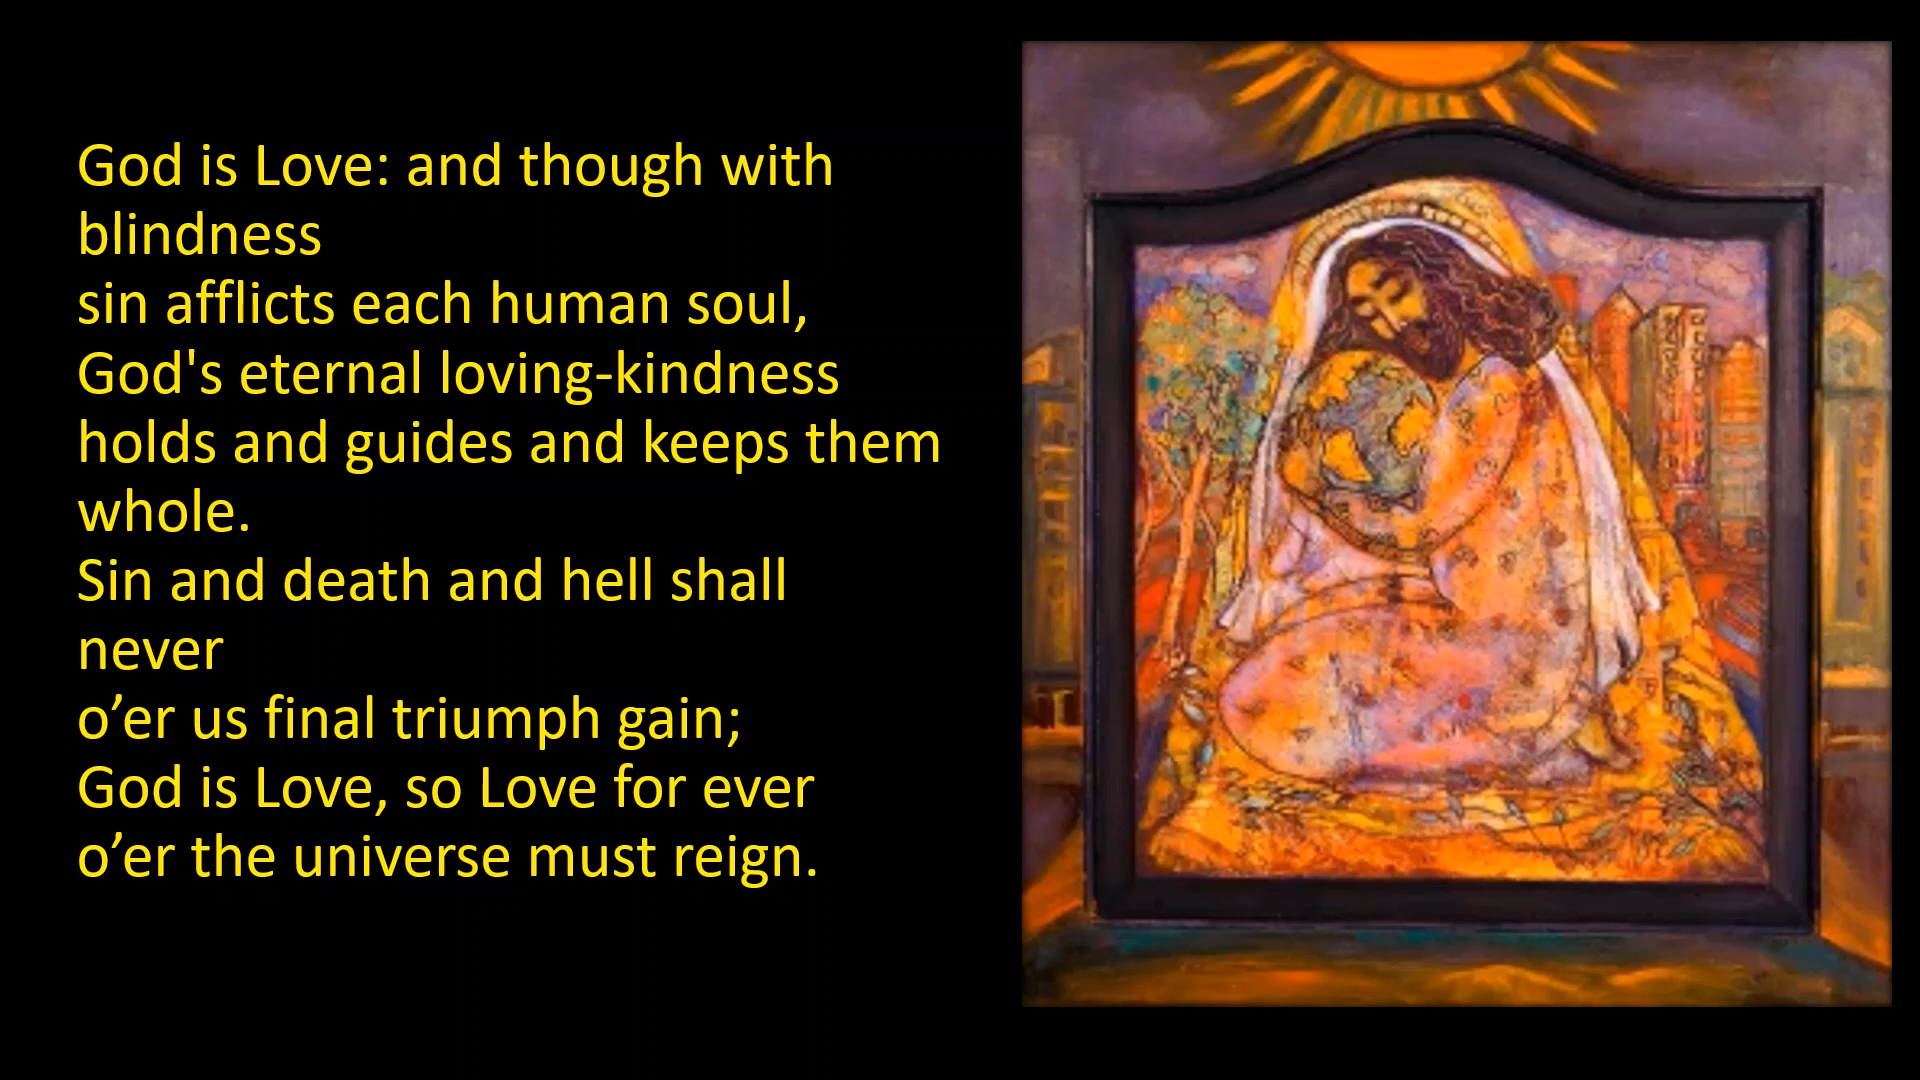 God is Love: and though with
blindness
sin afflicts each human soul,
God's eternal loving-kindness
holds and guides and keeps them
whole.
Sin and death and hell shall
never
o’er us final triumph gain;
God is Love, so Love for ever
o’er the universe must reign.